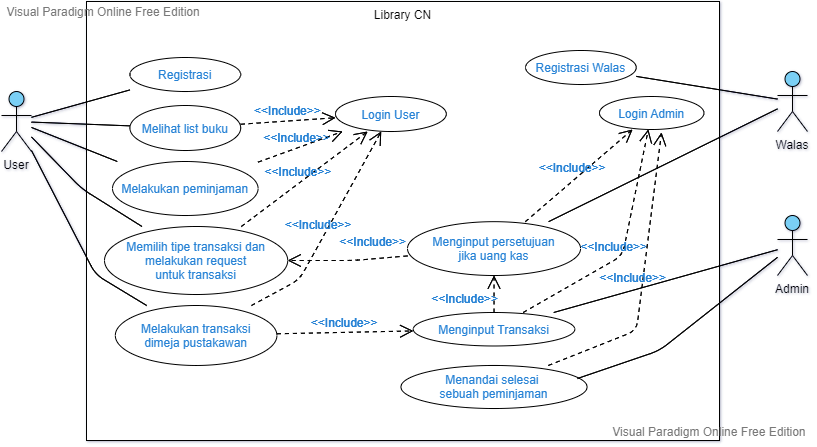 Visual Paradigm Online Free Edition
Library CN
Registrasi
Registrasi Walas
<<Include>>
Login User
Login Admin
Melihat list buku
<<Include>>
User
Walas
Melakukan peminjaman
<<Include>>
<<Include>>
<<Include>>
Memilih tipe transaksi dan
melakukan request
untuk transaksi
<<Include>>
Menginput persetujuan
jika uang kas
<<Include>>
Admin
<<Include>>
Melakukan transaksi
dimeja pustakawan
<<Include>>
Menginput Transaksi
<<Include>>
Menandai selesai
sebuah peminjaman
Visual Paradigm Online Free Edition